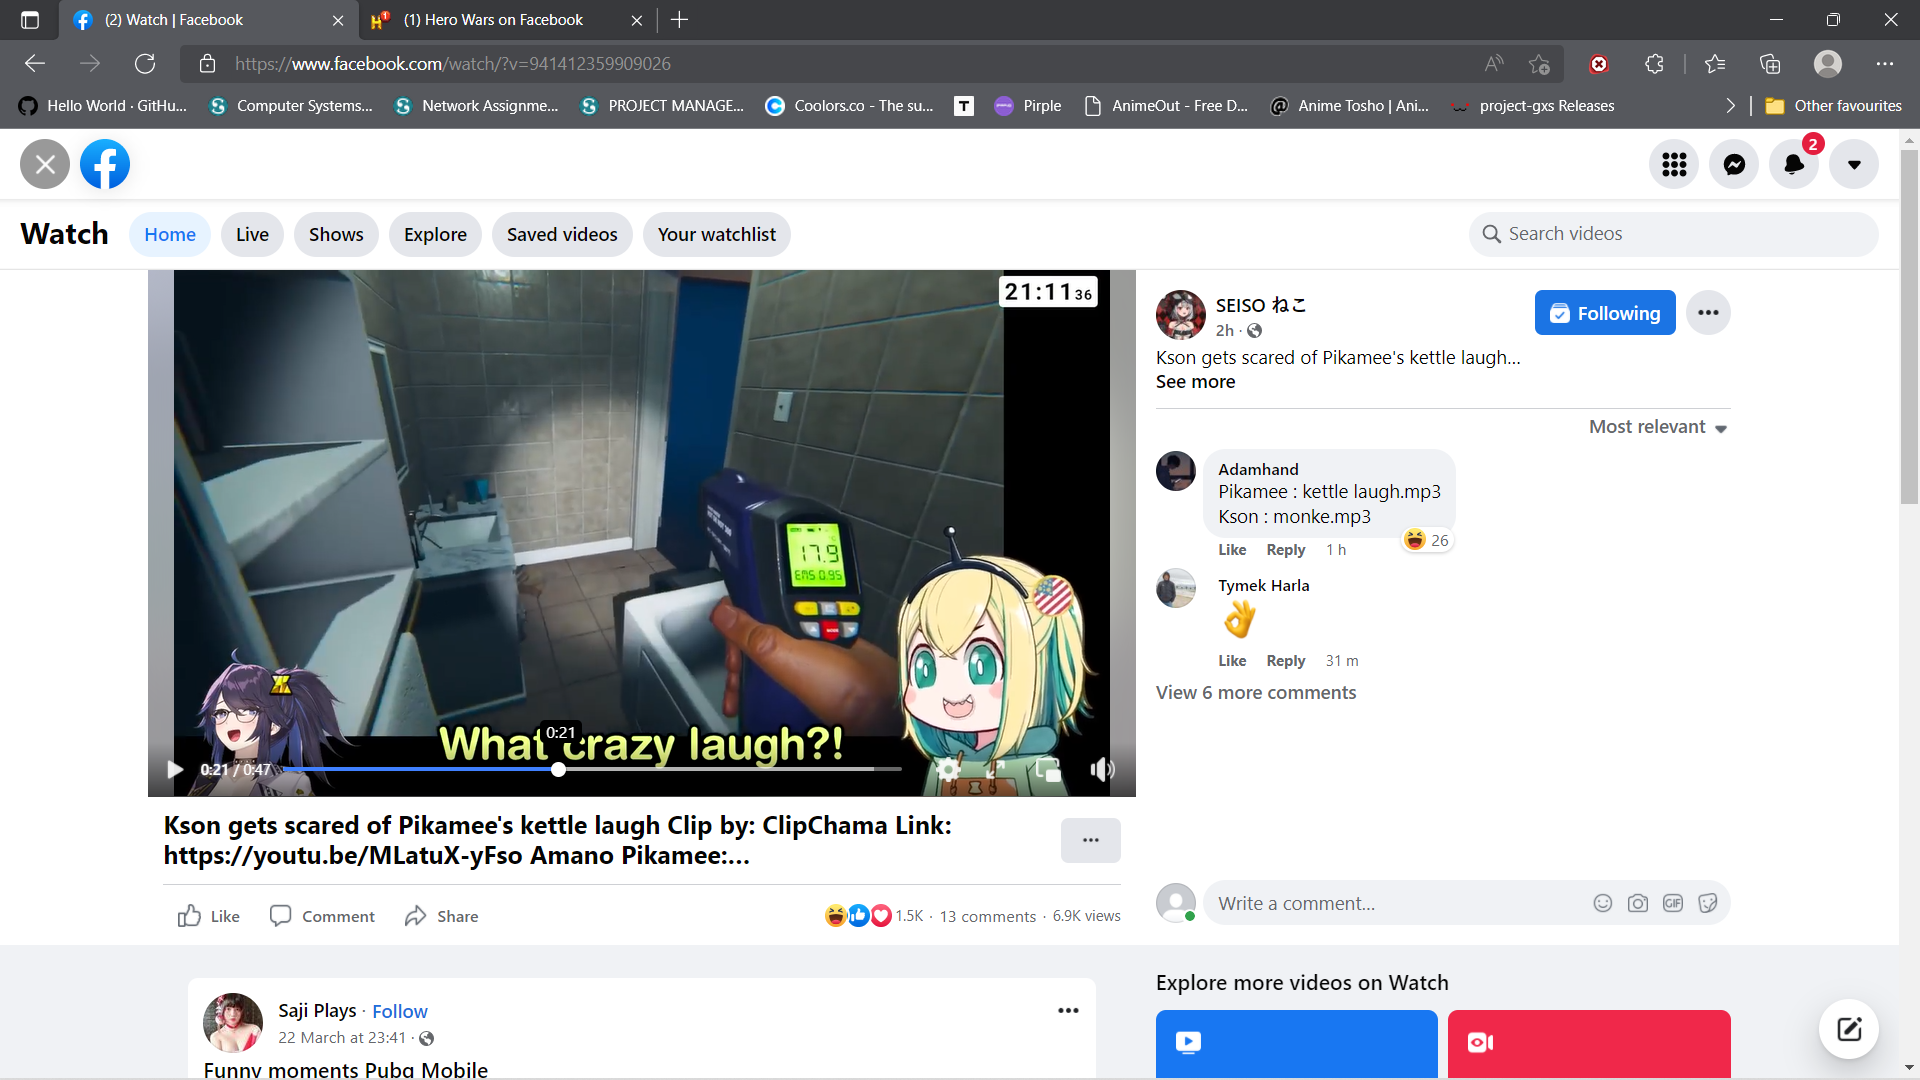 (2) Watch | Facebook
(1) Hero Wars on Facebook
https://www.facebook.com/watch/?v=941412359909026
Hello World · GitHu...
Computer Systems...
Network Assignme...
PROJECT MANAGE...
Coolors.co - The su...
T
Pirple
AnimeOut - Free D...
Anime Tosho | Ani...
project-gxs Releases
Other favourites
2
Watch
Home
Live
Shows
Explore
Saved videos
Your watchlist
Search videos
21:11 36
17.9
EMS 0.95
What crazy laugh?!
0:21
0:21 / 0:47
SEISO ねこ
2h ·
Following
Kson gets scared of Pikamee's kettle laugh...
See more
Most relevant
Adamhand
Pikamee : kettle laugh.mp3
Kson : monke.mp3
26
Like Reply 1 h
Tymek Harla
👌
Like Reply 31 m
View 6 more comments
Kson gets scared of Pikamee's kettle laugh Clip by: ClipChama Link:
https://youtu.be/MLatuX-yFso Amano Pikamee:...
Like
Comment
Share
1.5K · 13 comments · 6.9K views
Write a comment...
GIF
Saji Plays · Follow
22 March at 23:41 ·
Funny moments Pubg Mobile
Explore more videos on Watch